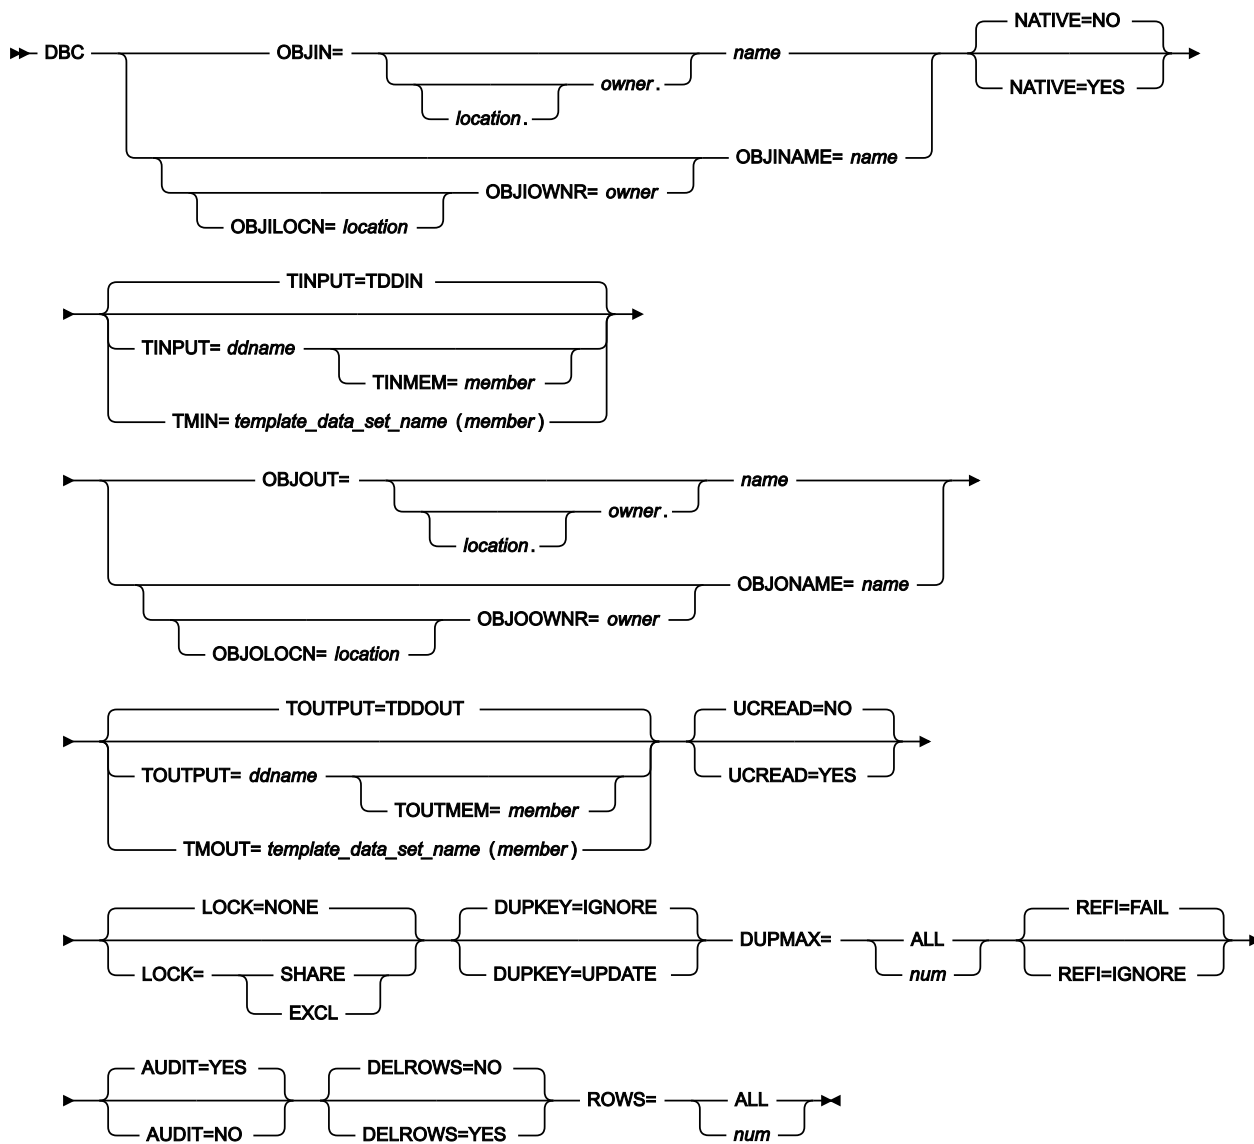 NATIVE=NO
DBC OBJIN= name
owner. NATIVE=YES
location.
OBJINAME= name
OBJIOWNR= owner
OBJILOCN= location
TINPUT=TDDIN
TINPUT= ddname
TINMEM= member
TMIN= template_data_set_name (member)
OBJOUT= name
owner.
location.
OBJONAME= name
OBJOOWNR= owner
OBJOLOCN= location
TOUTPUT=TDDOUT UCREAD=NO
TOUTPUT= ddname UCREAD=YES
TOUTMEM= member
TMOUT= template_data_set_name (member)
LOCK=NONE DUPKEY=IGNORE REFI=FAIL
DUPMAX= ALL
LOCK= SHARE DUPKEY=UPDATE num REFI=IGNORE
EXCL
AUDIT=YES DELROWS=NO
ROWS= ALL
AUDIT=NO DELROWS=YES num